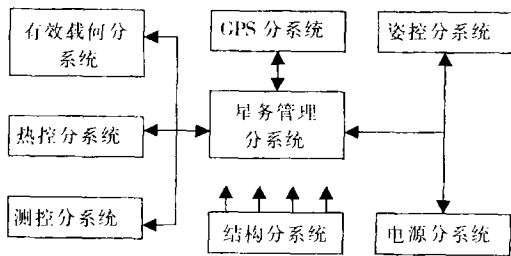 有效载荷分
系统
GPS 分系统
姿控分系统
星务管理
分系统
热控分系统
测控分系统
结构分系统
电源分系统